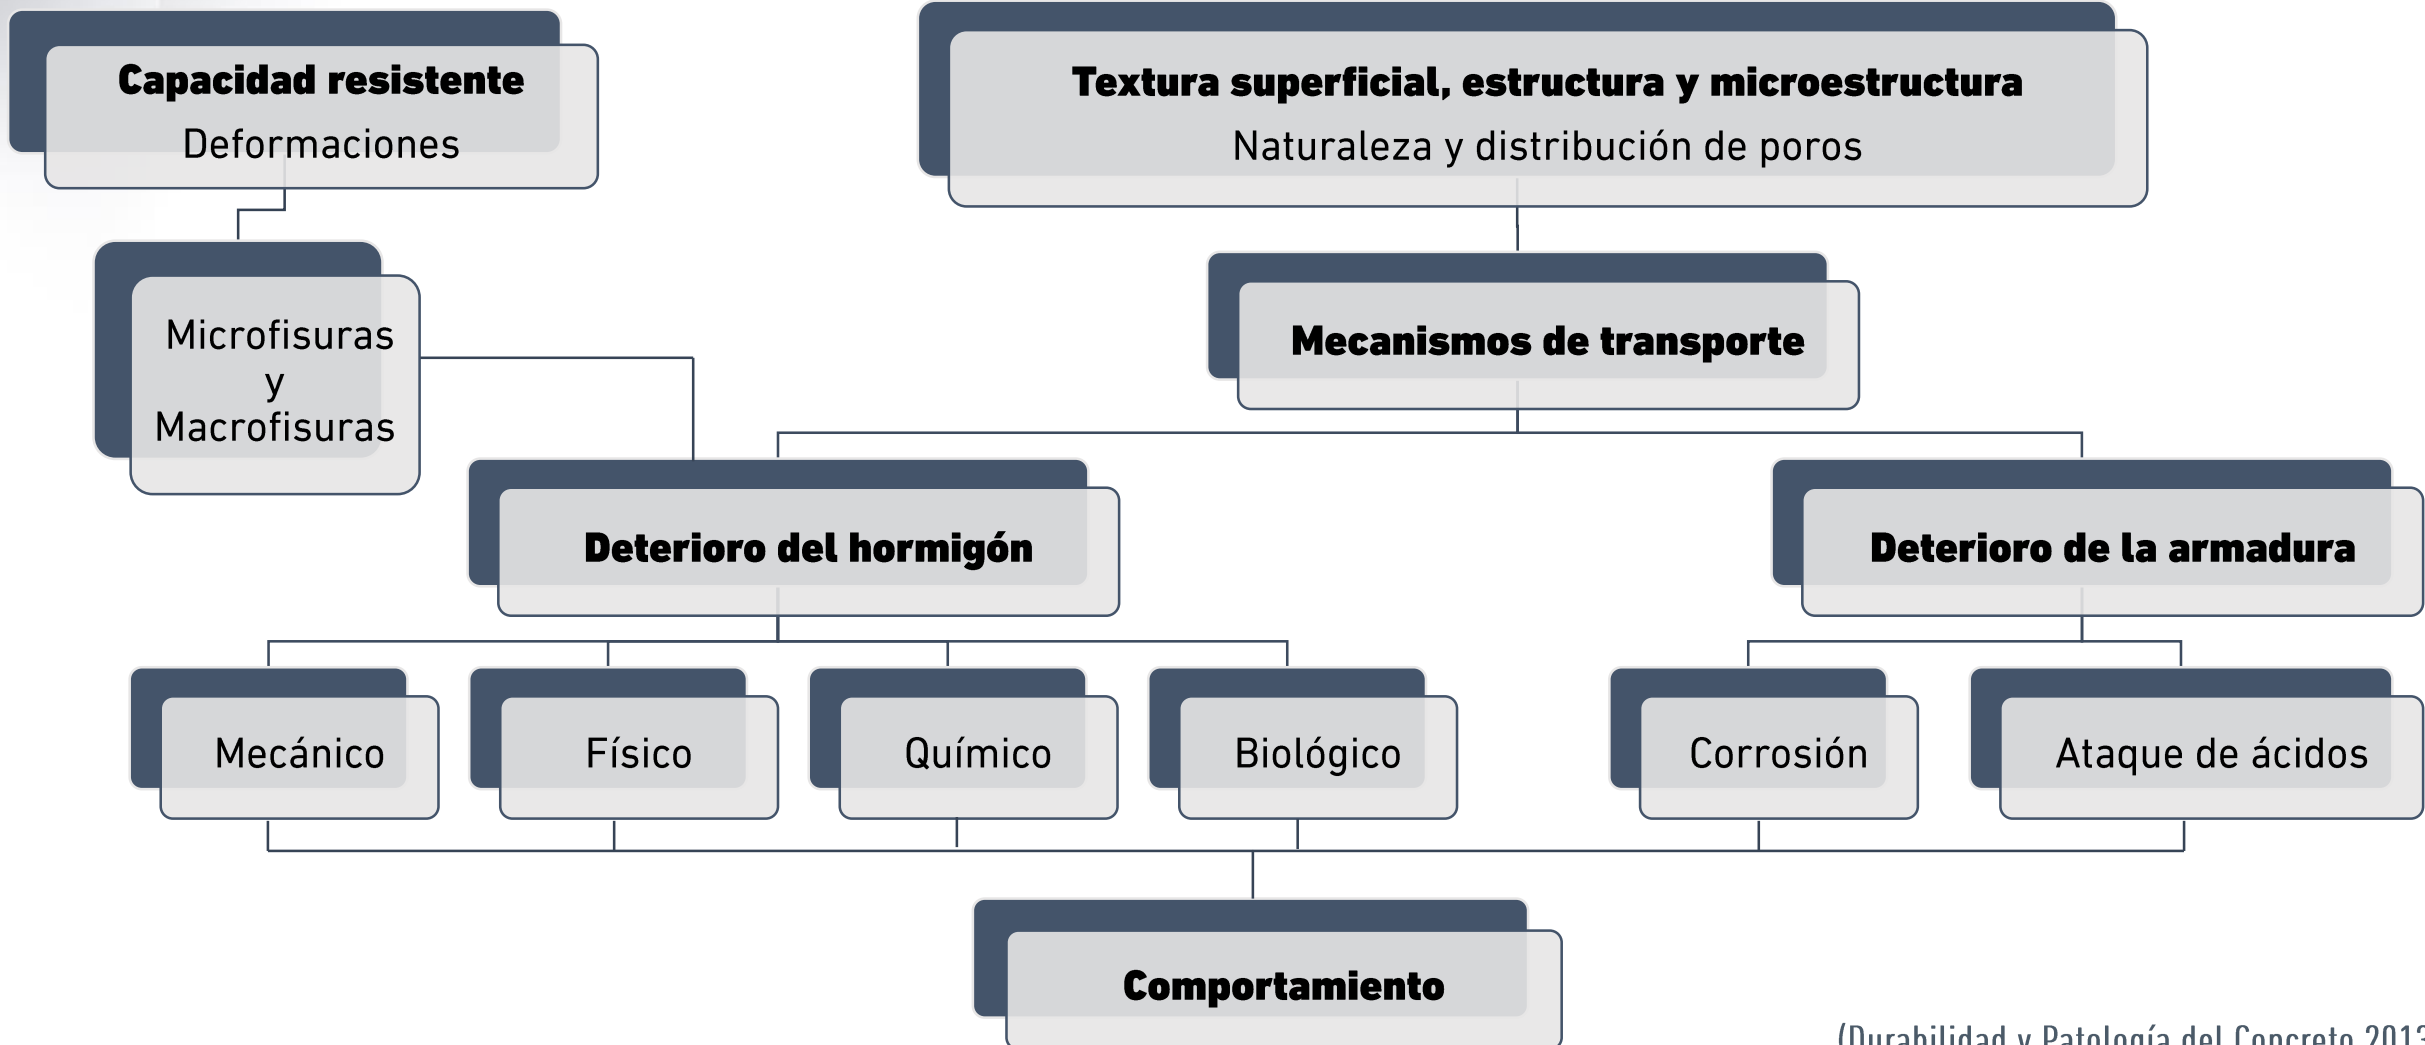 Capacidad resistente
Deformaciones
Textura superficial, estructura y microestructura
Naturaleza y distribución de poros
Microfisuras
y
Macrofisuras
Mecanismos de transporte
Deterioro del hormigón
Deterioro de la armadura
Mecánico
Físico
Químico
Biológico
Corrosión
Ataque de ácidos
Comportamiento
(Durabilidad y Patología del Concreto 2013